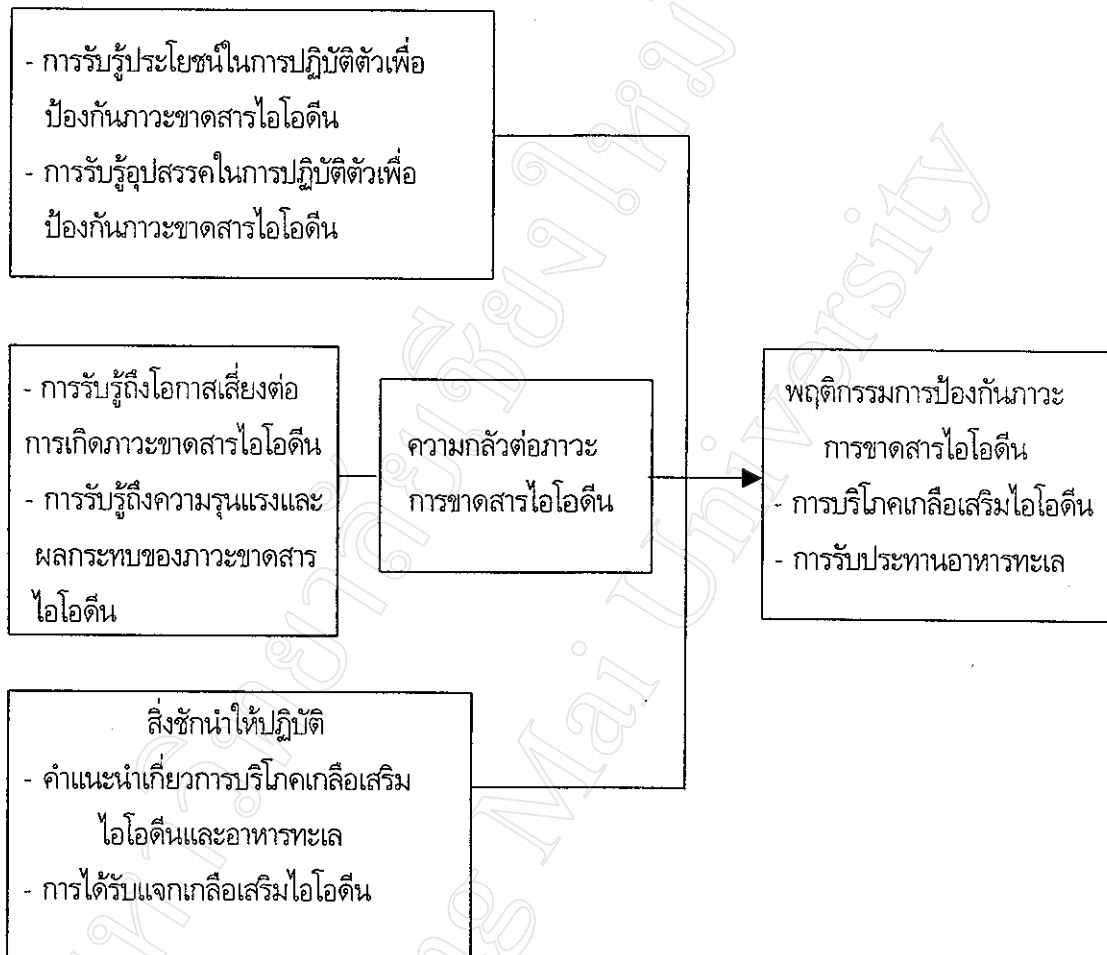 - การรับรู้ประโยชน์ในการปฏิบัติตัวเพื่อ
ป้องกันภาวะขาดสารไอโอดีน
- การรับรู้อุปสรรคในการปฏิบัติตัวเพื่อ
ป้องกันภาวะขาดสารไอโอดีน
- การรับรู้ถึงโอกาสเสี่ยงต่อ
การเกิดภาวะขาดสารไอโอดีน
- การรับรู้ถึงความรุนแรงและ
ผลกระทบของภาวะขาดสาร
ไอโอดีน
ความกลัวต่อภาวะ
การขาดสารไอโอดีน
พฤติกรรมการป้องกันภาวะ
การขาดสารไอโอดีน
- การบริโภคเกลือเสริมไอโอดีน
- การรับประทานอาหารทะเล
สิ่งชักนำให้ปฏิบัติ
- คำแนะนำเกี่ยวการบริโภคเกลือเสริม
ไอโอดีนและอาหารทะเล
- การได้รับแจกเกลือเสริมไอโอดีน
วิทยาลัยเชียงใหม่
Mai University